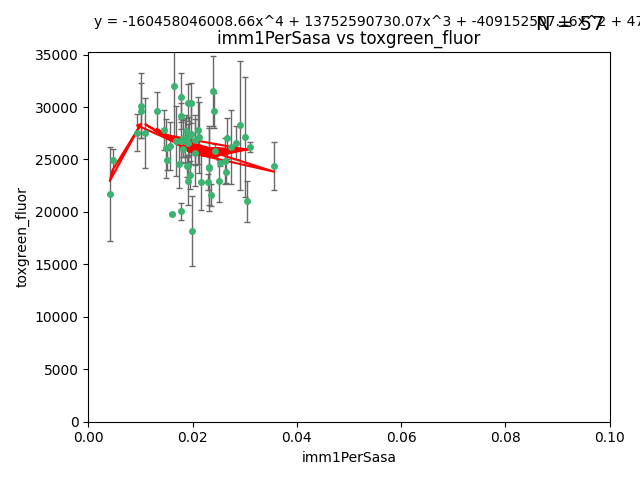 y = -160458046008.66x^4 + 13752590730.07x^3 + -409152507.16x^2 + 47
N = 57
imm1PerSasa vs toxgreen_fluor
35000
30000
25000
20000
15000
10000
5000
0
toxgreen_fluor
0.00 0.02 0.04 0.06 0.08 0.10
imm1PerSasa